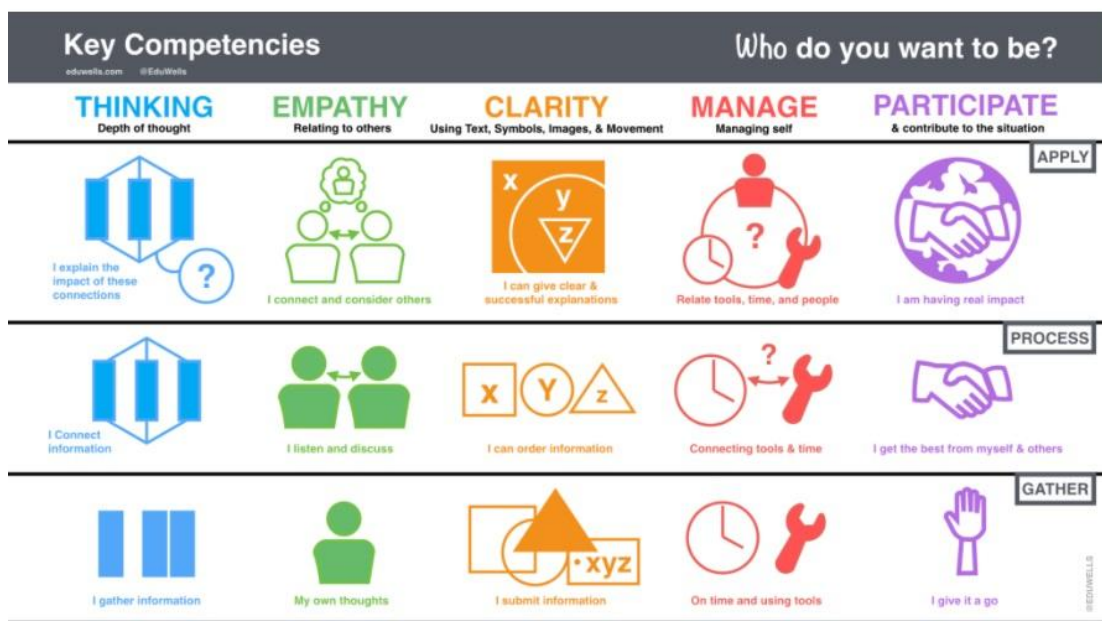 Key Competencies
Who do you want to be?
eduwells.com @EduWells
THINKING
Depth of thought
EMPATHY
Relating to others
CLARITY
Using Text, Symbols, Images, & Movement
MANAGE
Managing self
PARTICIPATE
& contribute to the situation
APPLY
?
I explain the
impact of these
connections
I connect and consider others
x
y
z
I can give clear &
successful explanations
?
Relate tools, time, and people
I am having real impact
PROCESS
I Connect
information
I listen and discuss
x Y z
I can order information
?
Connecting tools & time
I get the best from myself & others
GATHER
I gather information
My own thoughts
xyz
I submit information
On time and using tools
I give it a go
@EDUWELLS